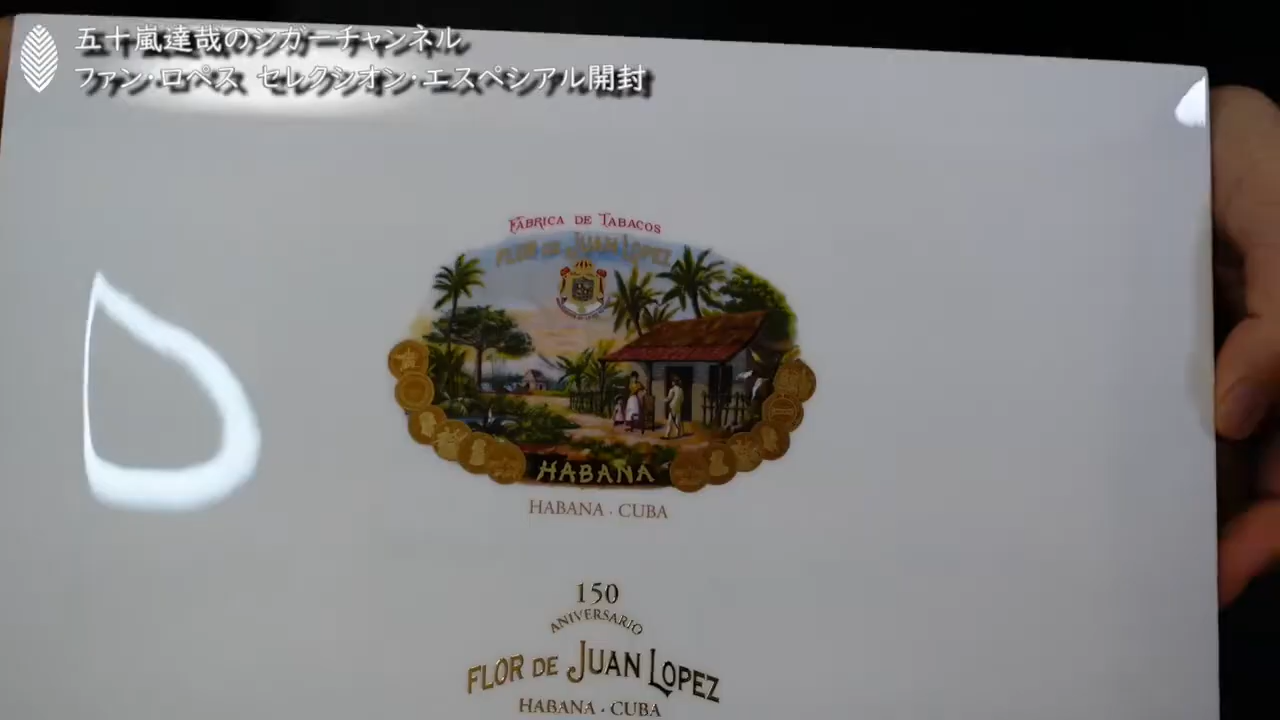 五十嵐達哉のシガーチャンネル
ファン・ロペス セレクシオン・エスペシアル開封
FÁBRICA DE TABACOS
FLOR DE JUAN LOPEZ
HABANA
HABANA · CUBA
150
ANIVERSARIO
FLOR DE JUAN LOPEZ
HABANA · CUBA